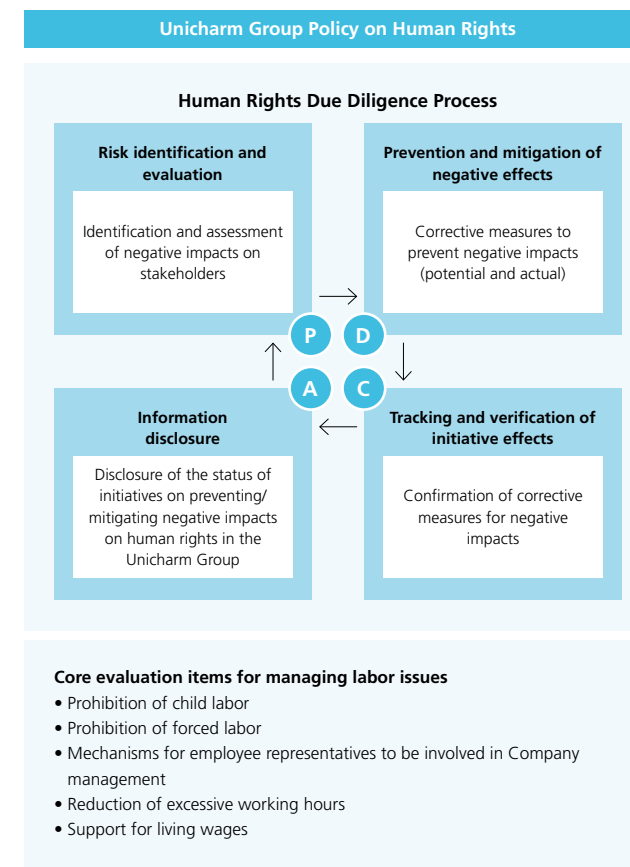 Unicharm Group Policy on Human Rights
Human Rights Due Diligence Process
Risk identification and
evaluation
Identification and assessment
of negative impacts on
stakeholders
Prevention and mitigation of
negative effects
Corrective measures to
prevent negative impacts
(potential and actual)
P
D
A
C
Information
disclosure
Disclosure of the status of
initiatives on preventing/
mitigating negative impacts
on human rights in the
Unicharm Group
Tracking and verification of
initiative effects
Confirmation of corrective
measures for negative
impacts
Core evaluation items for managing labor issues
• Prohibition of child labor
• Prohibition of forced labor
• Mechanisms for employee representatives to be involved in Company
management
• Reduction of excessive working hours
• Support for living wages